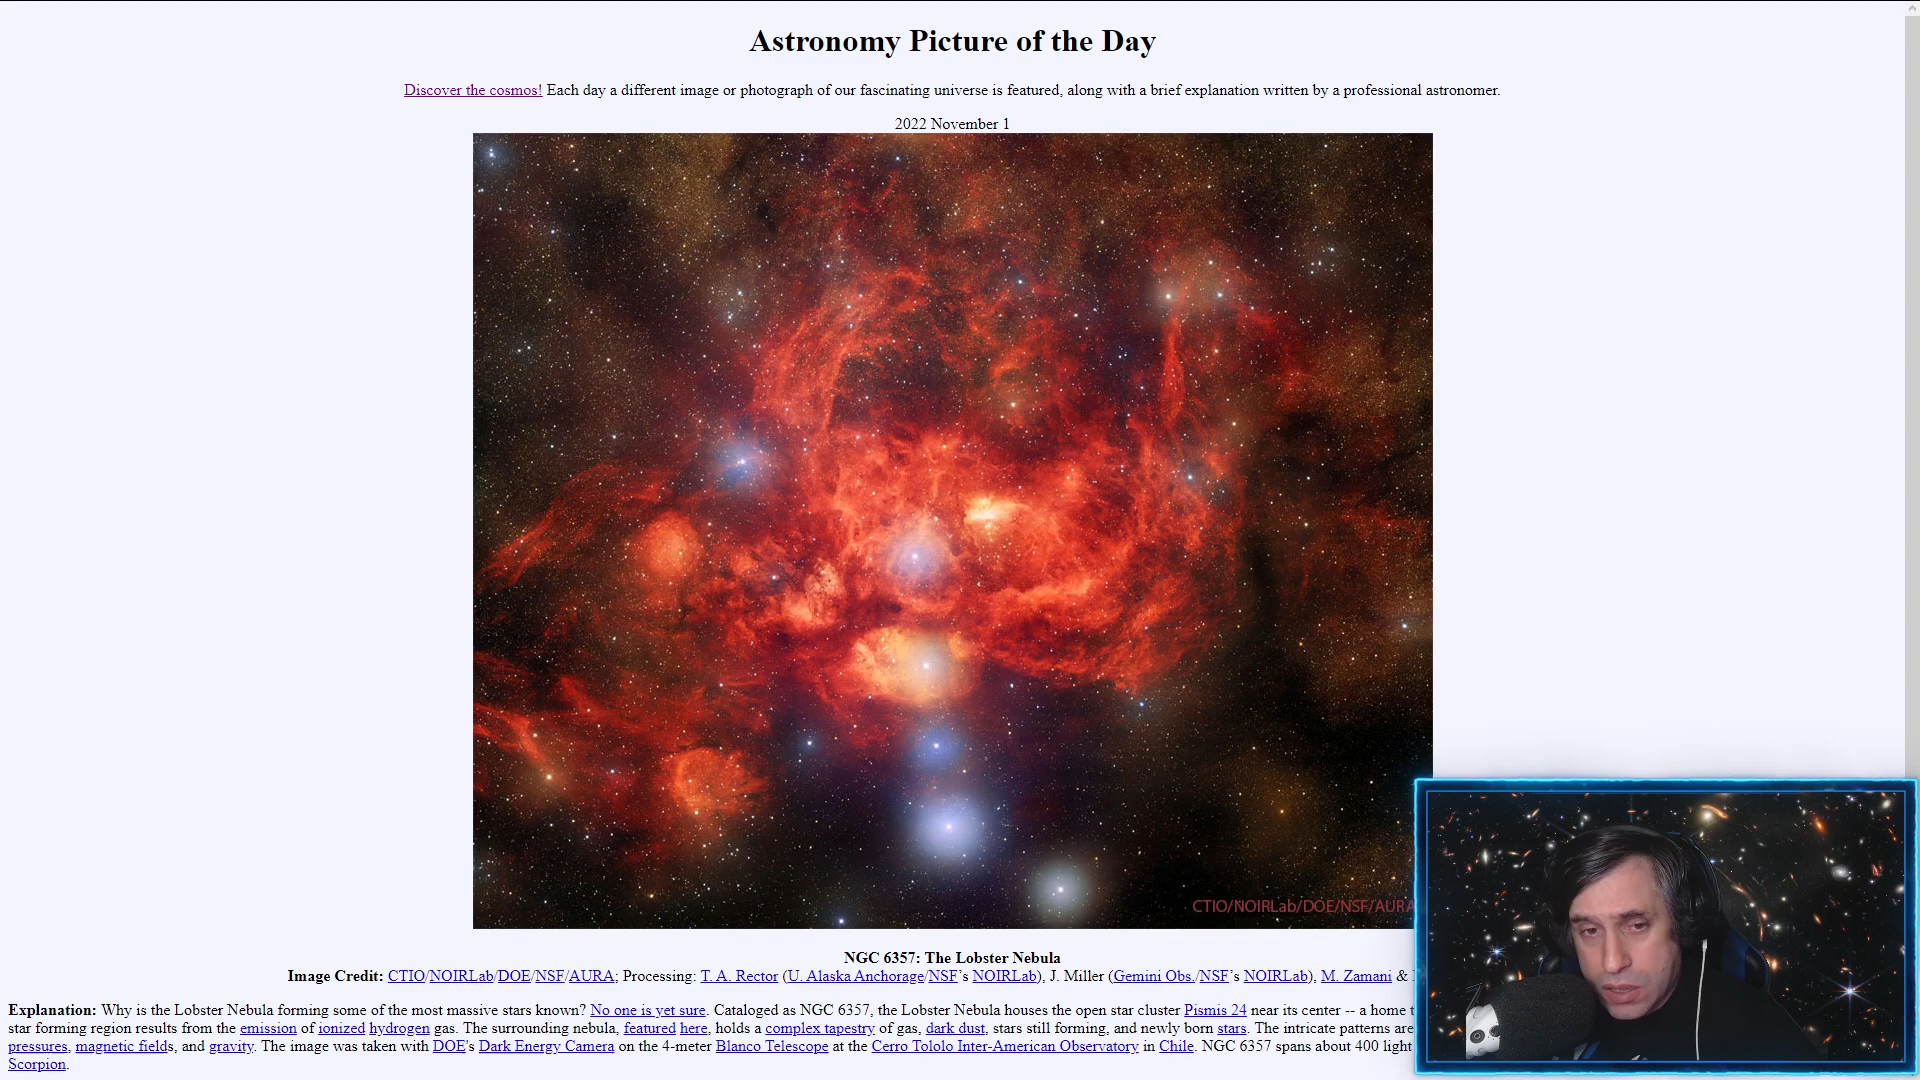 Astronomy Picture of the Day
Discover the cosmos! Each day a different image or photograph of our fascinating universe is featured, along with a brief explanation written by a professional astronomer.
2022 November 1
CTIO/NOIRLab/DOE/NSF/AURA
NGC 6357: The Lobster Nebula
Image Credit: CTIO/NOIRLab/DOE/NSF/AURA; Processing: T. A. Rector (U. Alaska Anchorage/NSF's NOIRLab), J. Miller (Gemini Obs./NSF's NOIRLab), M. Zamani &
Explanation: Why is the Lobster Nebula forming some of the most massive stars known? No one is yet sure. Cataloged as NGC 6357, the Lobster Nebula houses the open star cluster Pismis 24 near its center -- a home
star forming region results from the emission of ionized hydrogen gas. The surrounding nebula, featured here, holds a complex tapestry of gas, dark dust, stars still forming, and newly born stars. The intricate patterns are
pressures, magnetic fields, and gravity. The image was taken with DOE's Dark Energy Camera on the 4-meter Blanco Telescope at the Cerro Tololo Inter-American Observatory in Chile. NGC 6357 spans about 400 light
Scorpion.